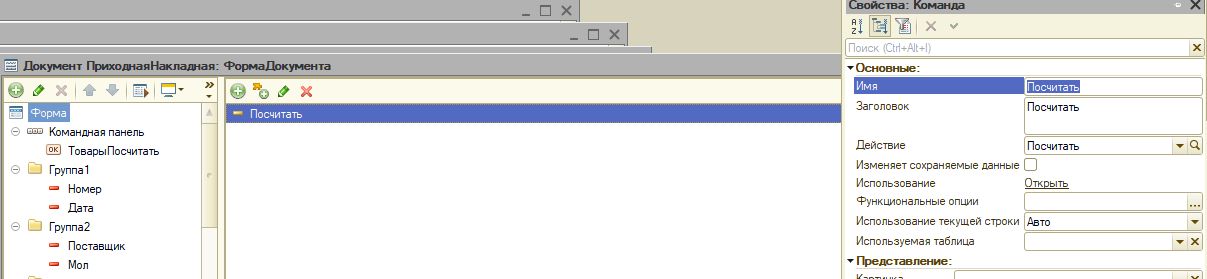 Свойства: Команда
Поиск (Ctrl+Alt+I)
Документ ПриходнаяНакладная: ФормаДокумента
Форма
Командная панель
OK ТоварыПосчитать
Группа1
Номер
Дата
Группа2
Поставщик
Мол
Посчитать
Основные:
Имя Посчитать
Заголовок Посчитать
Действие Посчитать
Изменяет сохраняемые данные
Использование Открыть
Функциональные опции ...
Использование текущей строки Авто
Используемая таблица
Представление: